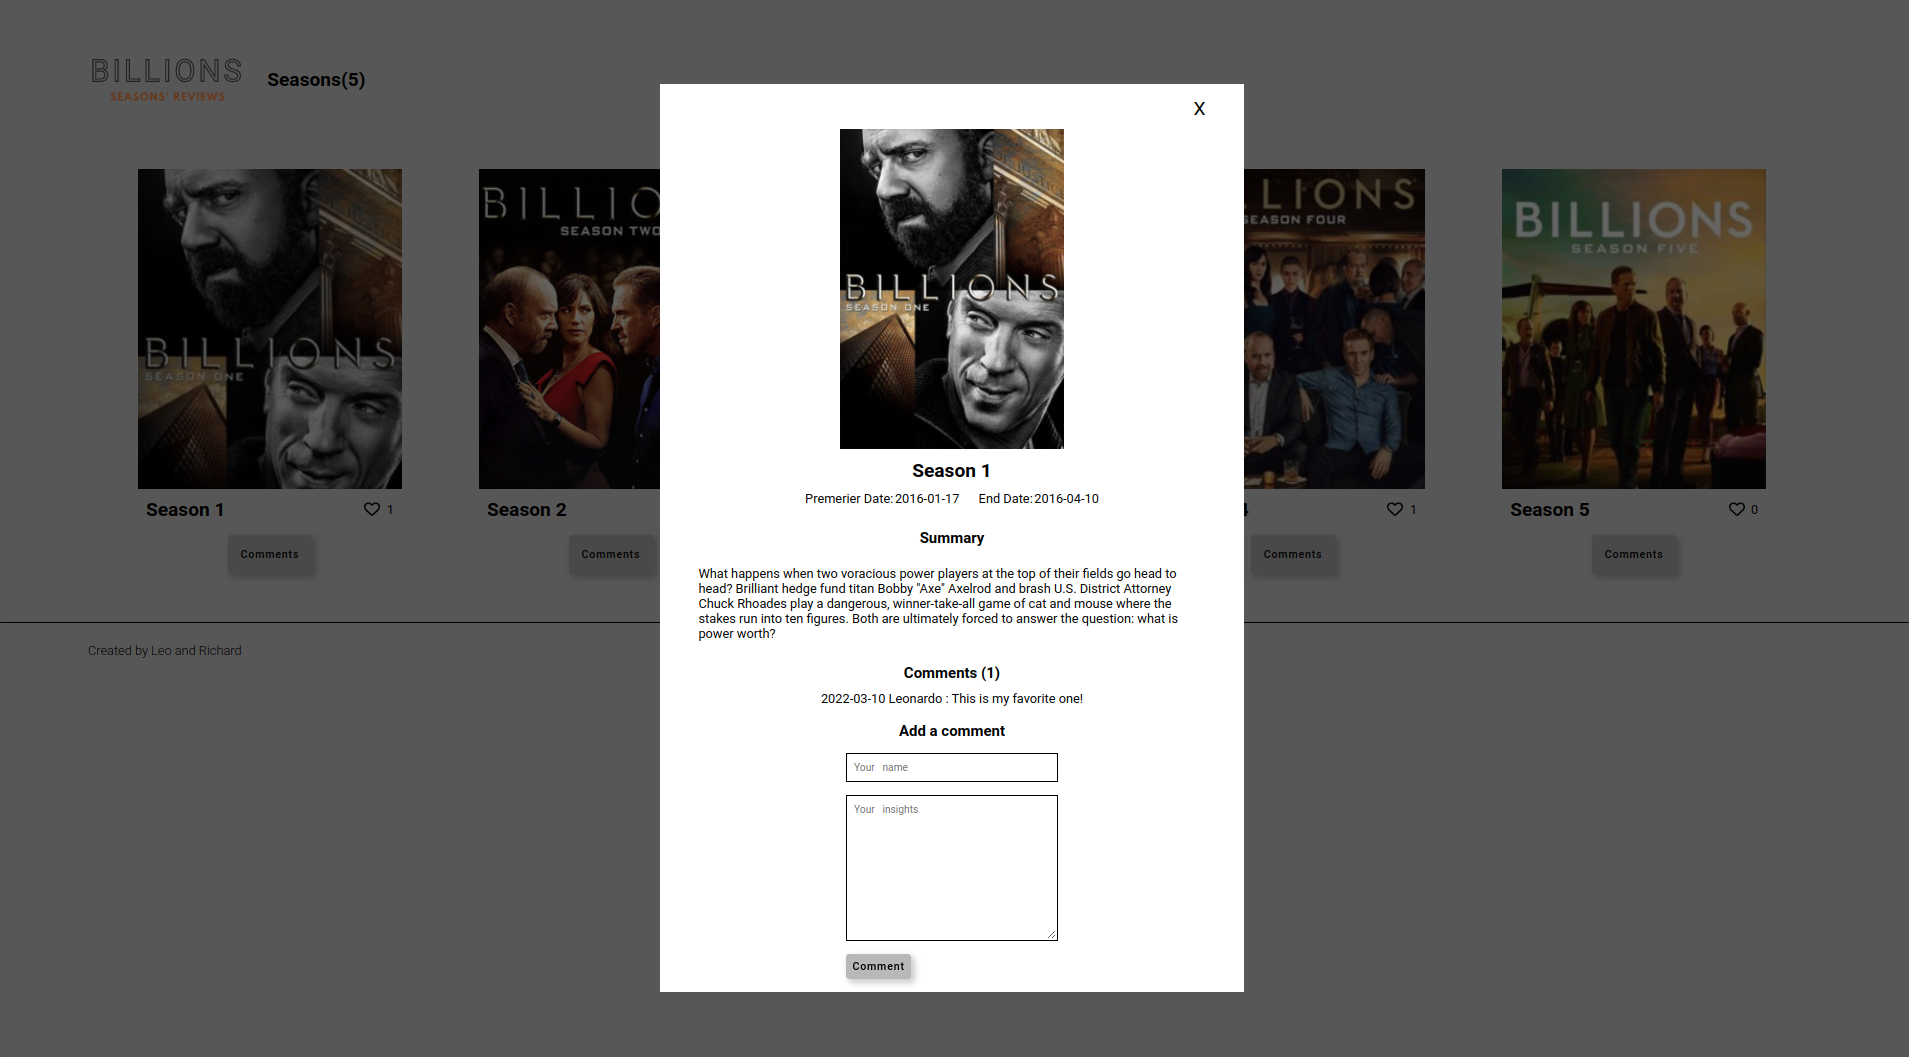 BILLIONS
SEASONS' REVIEWS
Seasons(5)
BILLIONS
SEASON ONE
Season 1
1
Comments
BILLIO
SEASON TWO
Season 2
Comments
X
BILLIONS
SEASON ONE
Season 1
Premerier Date: 2016-01-17 End Date: 2016-04-10
Summary
What happens when two voracious power players at the top of their fields go head to
head? Brilliant hedge fund titan Bobby "Axe" Axelrod and brash U.S. District Attorney
Chuck Rhoades play a dangerous, winner-take-all game of cat and mouse where the
stakes run into ten figures. Both are ultimately forced to answer the question: what is
power worth?
Comments (1)
2022-03-10 Leonardo : This is my favorite one!
Add a comment
Your name
Your insights
Comment
LLIONS
SEASON FOUR
4
1
Comments
BILLIONS
SEASON FIVE
Season 5
0
Comments
Created by Leo and Richard